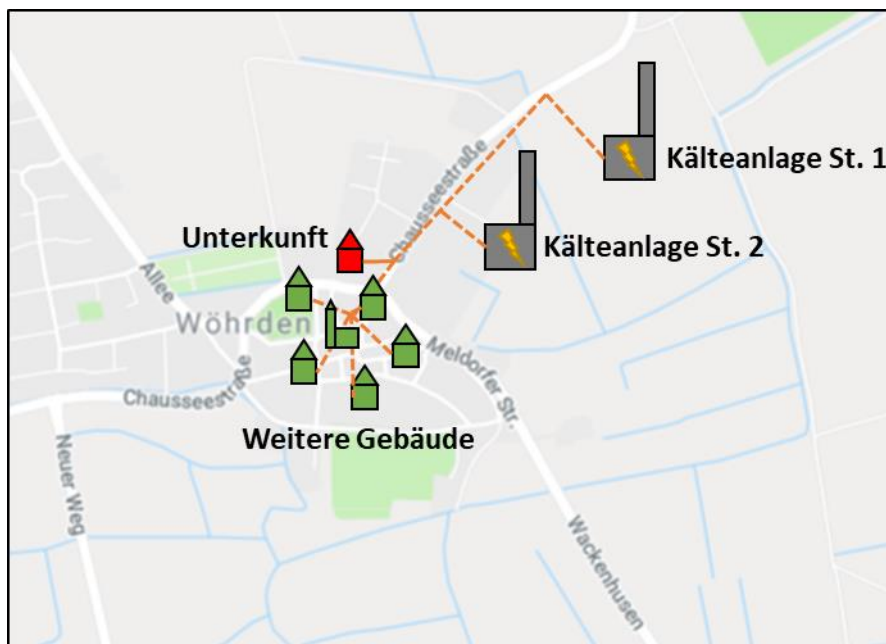 Kälteanlage St. 1
Chausseestraße
Unterkunft
Kälteanlage St. 2
Allee
Wöhrden
Meldorfer Str.
Chausseestraße
Weitere Gebäude
Neuer Weg
Wackenhusen